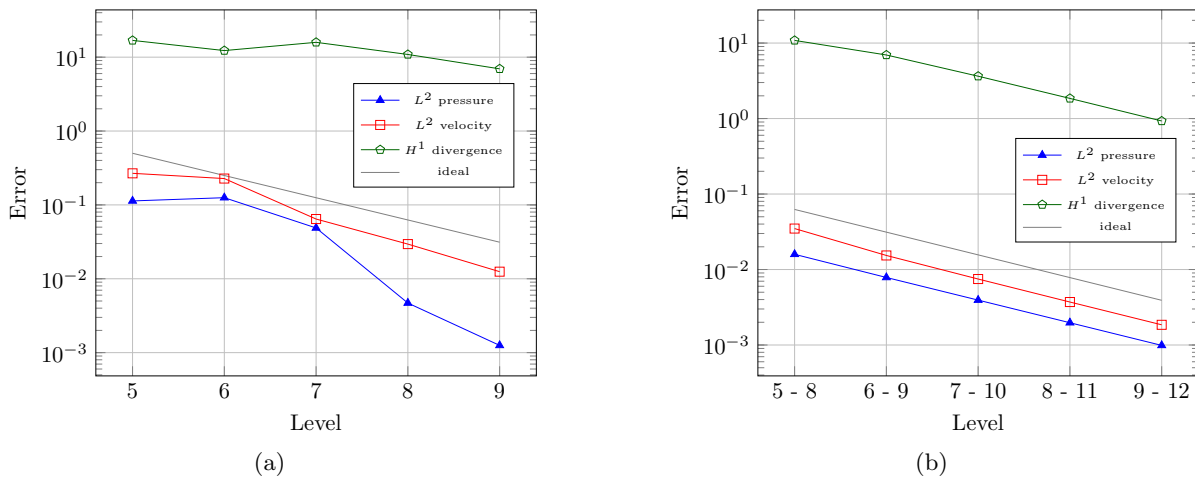 10^1
10^0
10^−1
10^−2
10^−3
Error
5 6 7 8 9
Level
L^2 pressure
L^2 velocity
H^1 divergence
ideal
(a)
10^1
10^0
10^−1
10^−2
10^−3
Error
5 - 8 6 - 9 7 - 10 8 - 11 9 - 12
Level
L^2 pressure
L^2 velocity
H^1 divergence
ideal
(b)